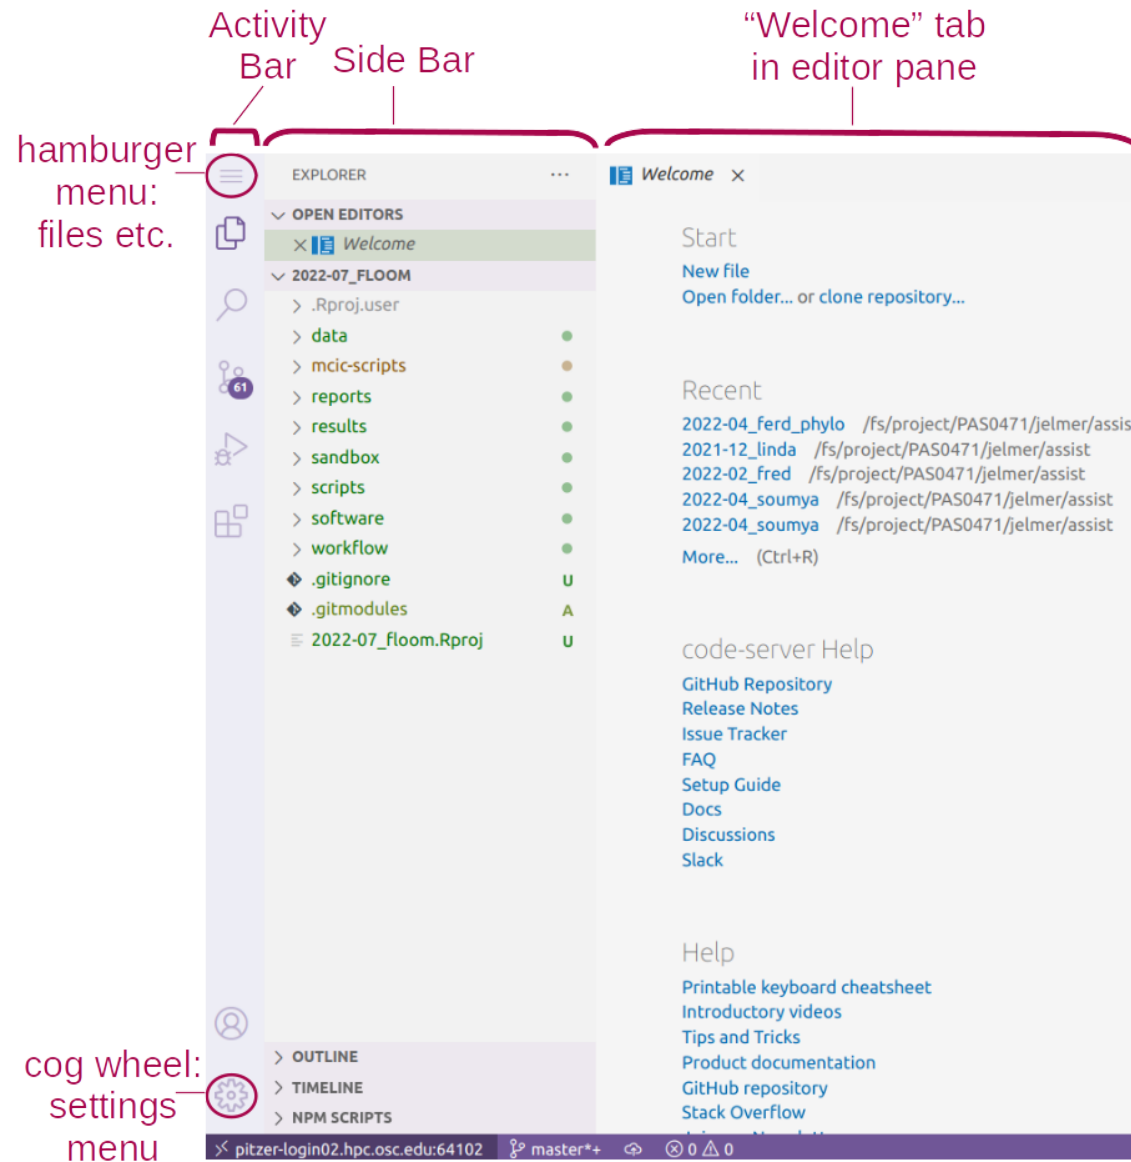 Activity
Bar
Side Bar
“Welcome” tab
in editor pane
hamburger
menu:
files etc.
EXPLORER
···
Welcome
OPEN EDITORS
Welcome
2022-07_FLOOM
.Rproj.user
data
mcic-scripts
reports
results
sandbox
scripts
software
workflow
.gitignore U
.gitmodules A
2022-07_floom.Rproj U
61
Start
New file
Open folder... or clone repository...
Recent
2022-04_ferd_phylo /fs/project/PAS0471/jelmer/assis
2021-12_linda /fs/project/PAS0471/jelmer/assist
2022-02_fred /fs/project/PAS0471/jelmer/assist
2022-04_soumya /fs/project/PAS0471/jelmer/assist
2022-04_soumya /fs/project/PAS0471/jelmer/assist
More... (Ctrl+R)
code-server Help
GitHub Repository
Release Notes
Issue Tracker
FAQ
Setup Guide
Docs
Discussions
Slack
Help
Printable keyboard cheatsheet
Introductory videos
Tips and Tricks
Product documentation
GitHub repository
Stack Overflow
cog wheel:
settings
menu
OUTLINE
TIMELINE
NPM SCRIPTS
pitzer-login02.hpc.osc.edu:64102 master*+ 0 0